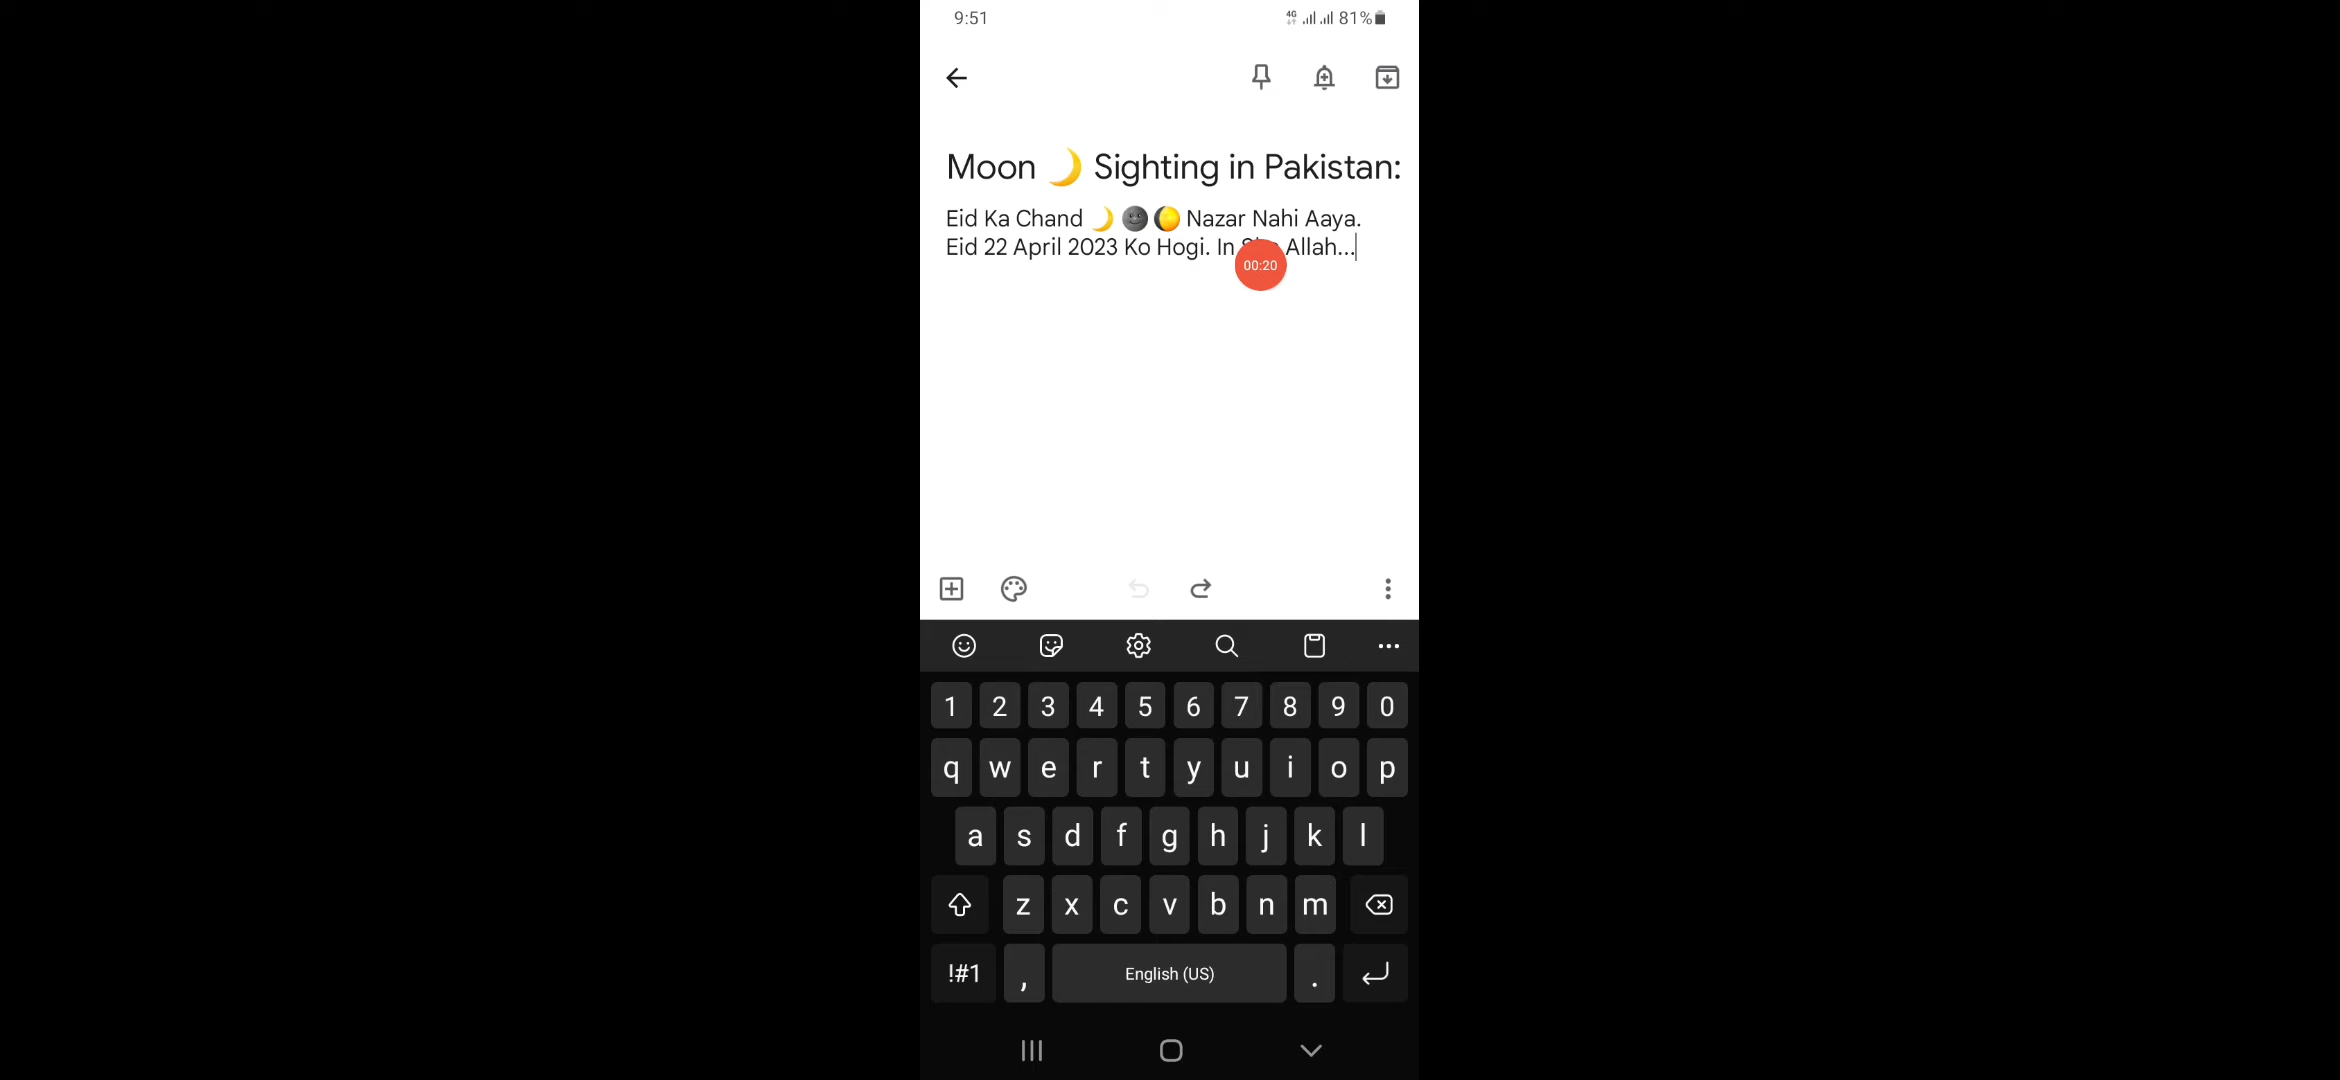 9:51
4G 81%
Moon 🌙 Sighting in Pakistan:
Eid Ka Chand 🌙 🌚 🌔 Nazar Nahi Aaya.
Eid 22 April 2023 Ko Hogi. In Allah...
00:20
1 2 3 4 5 6 7 8 9 0
q w e r t y u i o p
a s d f g h j k l
z x c v b n m
!#1 , English (US) .